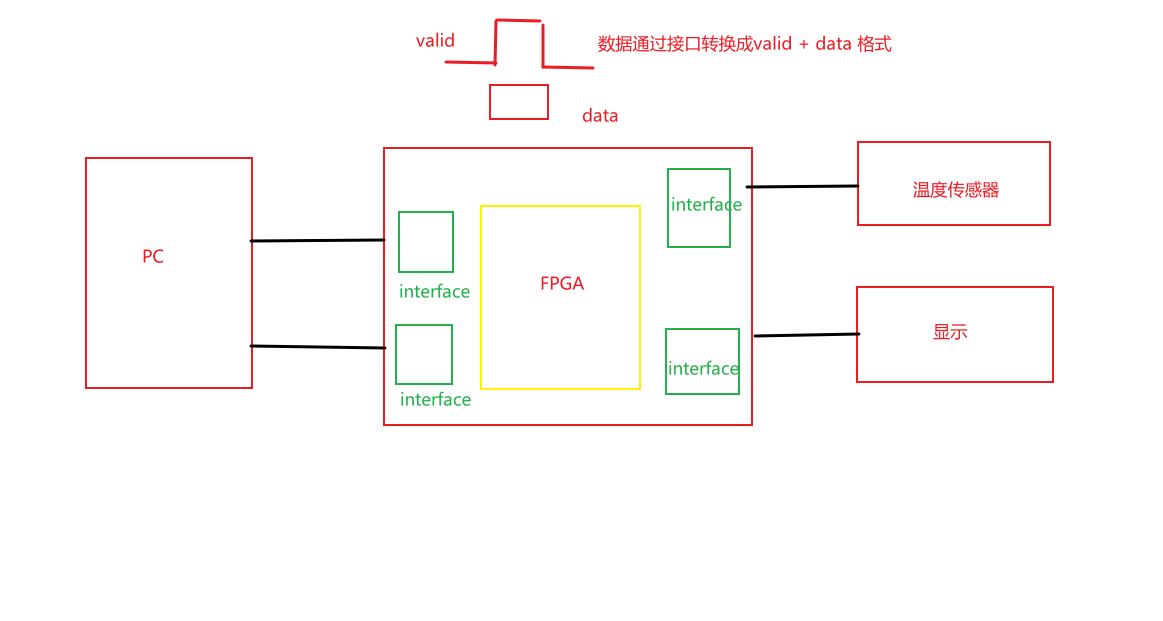 valid
数据通过接口转换成valid + data 格式
data
PC
interface
interface
FPGA
interface
interface
温度传感器
显示